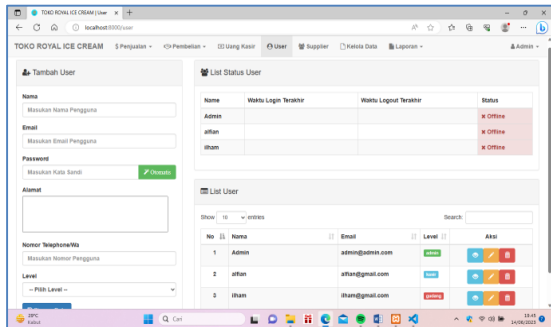 TOKO ROYAL ICE CREAM | User
localhost:8000/user
TOKO ROYAL ICE CREAM
$ Penjualan
Pembelian
Uang Kasir
User
Supplier
Kelola Data
Laporan
Admin
Tambah User
Nama
Masukan Nama Pengguna
Email
Masukan Email Pengguna
Password
Masukan Kata Sandi
Otomatis
Alamat
Nomor Telephone/Wa
Masukan Nomor Pengguna
Level
-- Pilih Level --
List Status User
Name Waktu Login Terakhir Waktu Logout Terakhir Status
Admin x Offline
alfian x Offline
ilham x Offline
List User
Show 10 entries
Search:
No Nama Email Level Aksi
1 Admin admin@admin.com admin
2 alfian alfian@gmail.com kasir
3 ilham ilham@gmail.com gudang
29°C
Kabut
Cari
14/06/2023